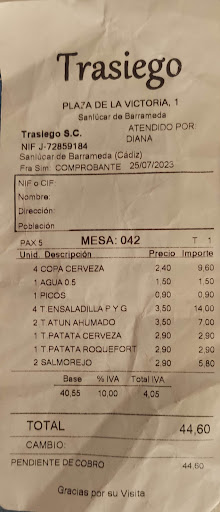 Trasiego
PLAZA DE LA VICTORIA, 1
Sanlúcar de Barrameda
Trasiego S.C. ATENDIDO POR:
NIF J-72859184 DIANA
Sanlúcar de Barrameda (Cádiz)
Fra Sim COMPROBANTE 25/07/2023
NIF o CIF:
Nombre:
Dirección:
Población
PAX 5 MESA: 042 T 1
Unid. Descripción Precio Importe
4 COPA CERVEZA 2,40 9,60
1 AGUA 0.5 1,50 1,50
1 PICOS 0,90 0,90
4 T ENSALADILLA P Y G 3,50 14,00
2 T ATUN AHUMADO 3,50 7,00
1 T.PATATA CERVEZA 2,90 2,90
1 T.PATATA ROQUEFORT 2,90 2,90
2 SALMOREJO 2,90 5,80
Base % IVA Total IVA
40,55 10,00 4,05
TOTAL 44,60
CAMBIO:
PENDIENTE DE COBRO 44,60
Gracias por su Visita